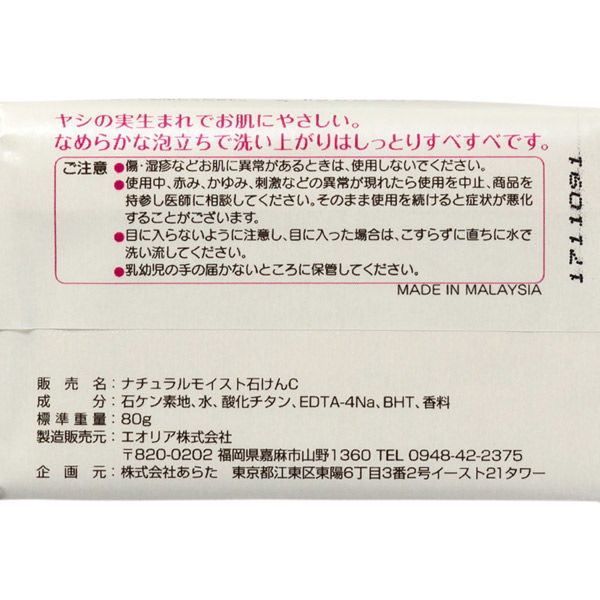 ヤシの実生まれでお肌にやさしい。
なめらかな泡立ちで洗い上がりはしっとりすべすべです。
ご注意 ●傷・湿疹などお肌に異常があるときは、使用しないでください。
●使用中、赤み、かゆみ、刺激などの異常が現れたら使用を中止、商品を
持参し医師に相談してください。そのまま使用を続けると症状が悪化
することがございます。
●目に入らないように注意し、目に入った場合は、こすらずに直ちに水で
洗い流してください。
●乳幼児の手の届かないところに保管してください。
MADE IN MALAYSIA
171106I
販売名:ナチュラルモイスト石けんC
成分:石ケン素地、水、酸化チタン、EDTA-4Na、BHT、香料
標準重量:80g
製造販売元:エオリア株式会社
〒820-0202 福岡県嘉麻市山野1360 TEL 0948-42-2375
企画元:株式会社あらた 東京都江東区東陽6丁目3番2号イースト21タワー